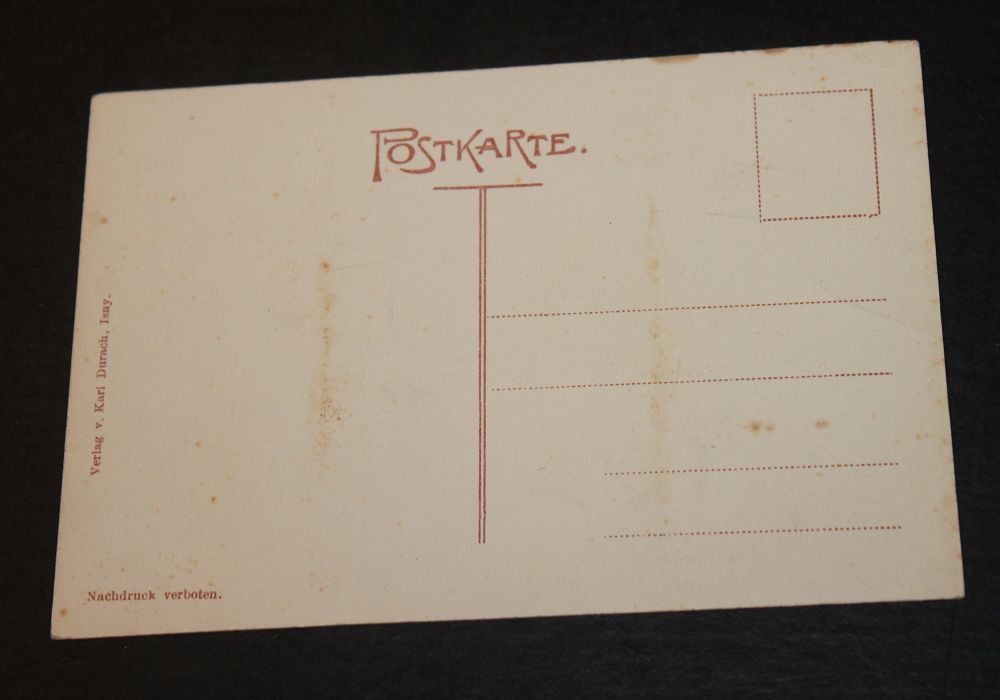 POSTKARTE.
Verlag v. Karl Durach, Isny.
Nachdruck verboten.